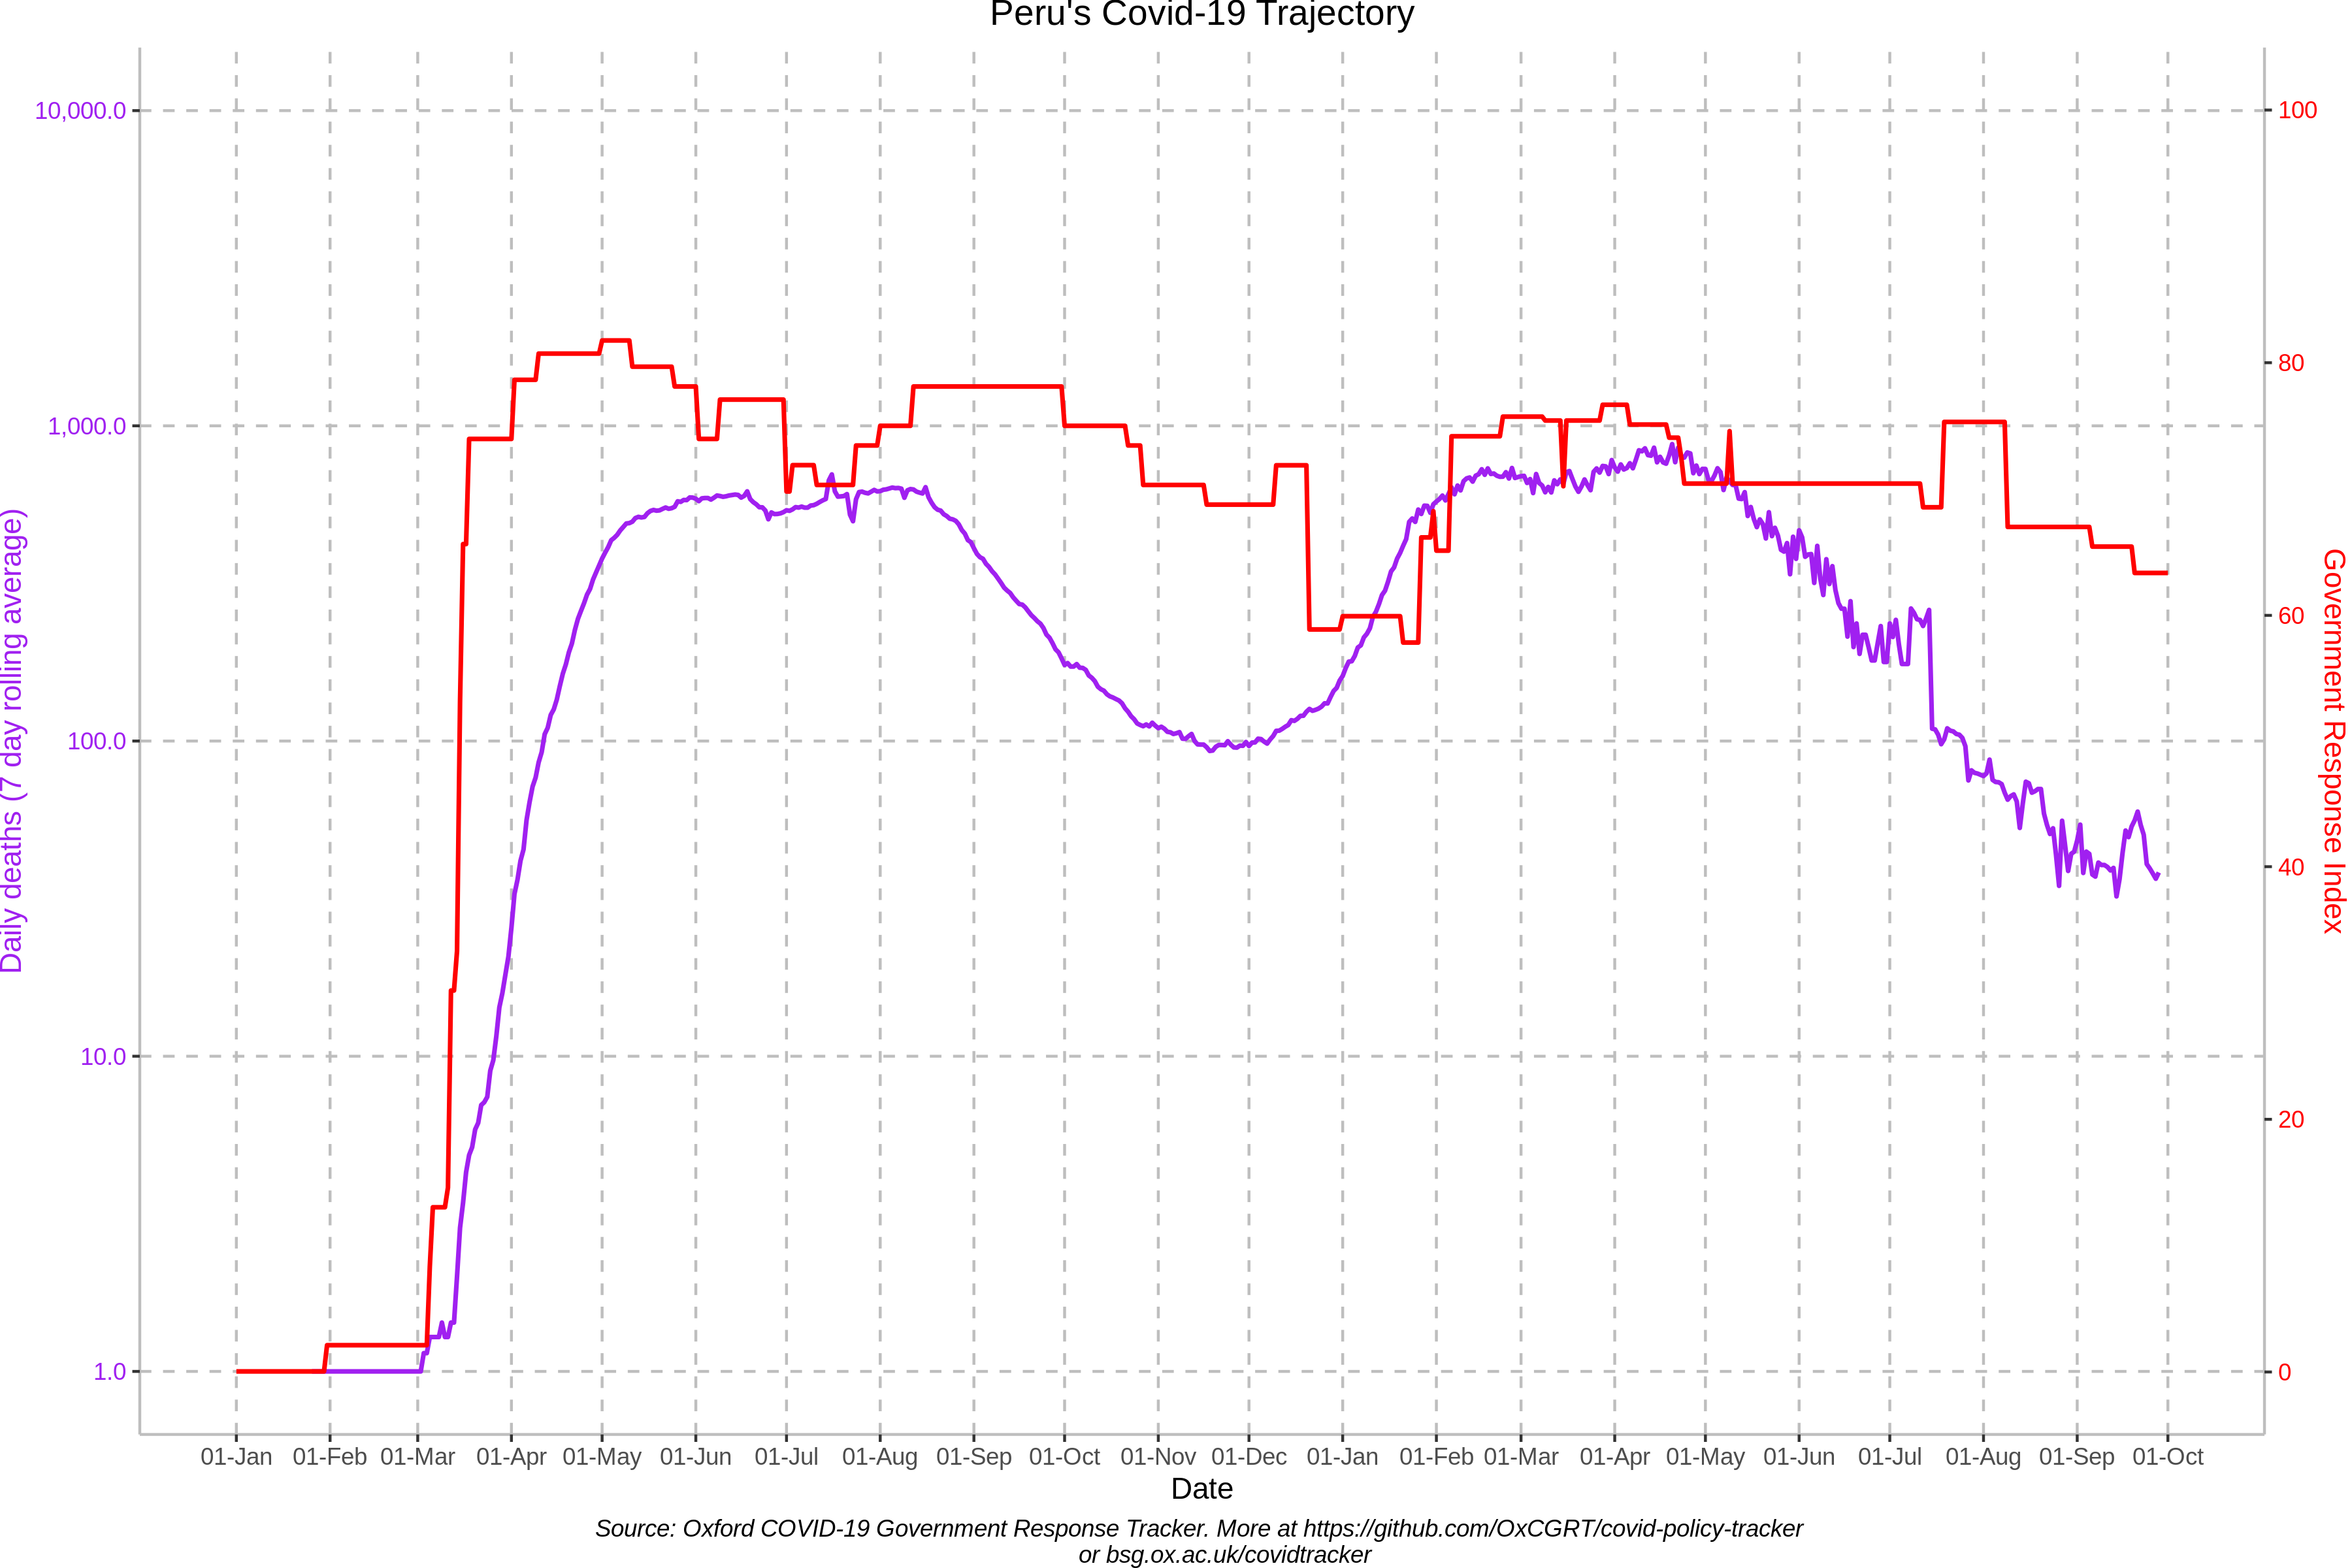 Peru's Covid-19 Trajectory
10,000.0
1,000.0
100.0
10.0
1.0
Daily deaths (7 day rolling average)
100
80
60
40
20
0
Government Response Index
01-Jan 01-Feb 01-Mar 01-Apr 01-May 01-Jun 01-Jul 01-Aug 01-Sep 01-Oct 01-Nov 01-Dec 01-Jan 01-Feb 01-Mar 01-Apr 01-May 01-Jun 01-Jul 01-Aug 01-Sep 01-Oct
Date
Source: Oxford COVID-19 Government Response Tracker. More at https://github.com/OxCGRT/covid-policy-tracker
or bsg.ox.ac.uk/covidtracker